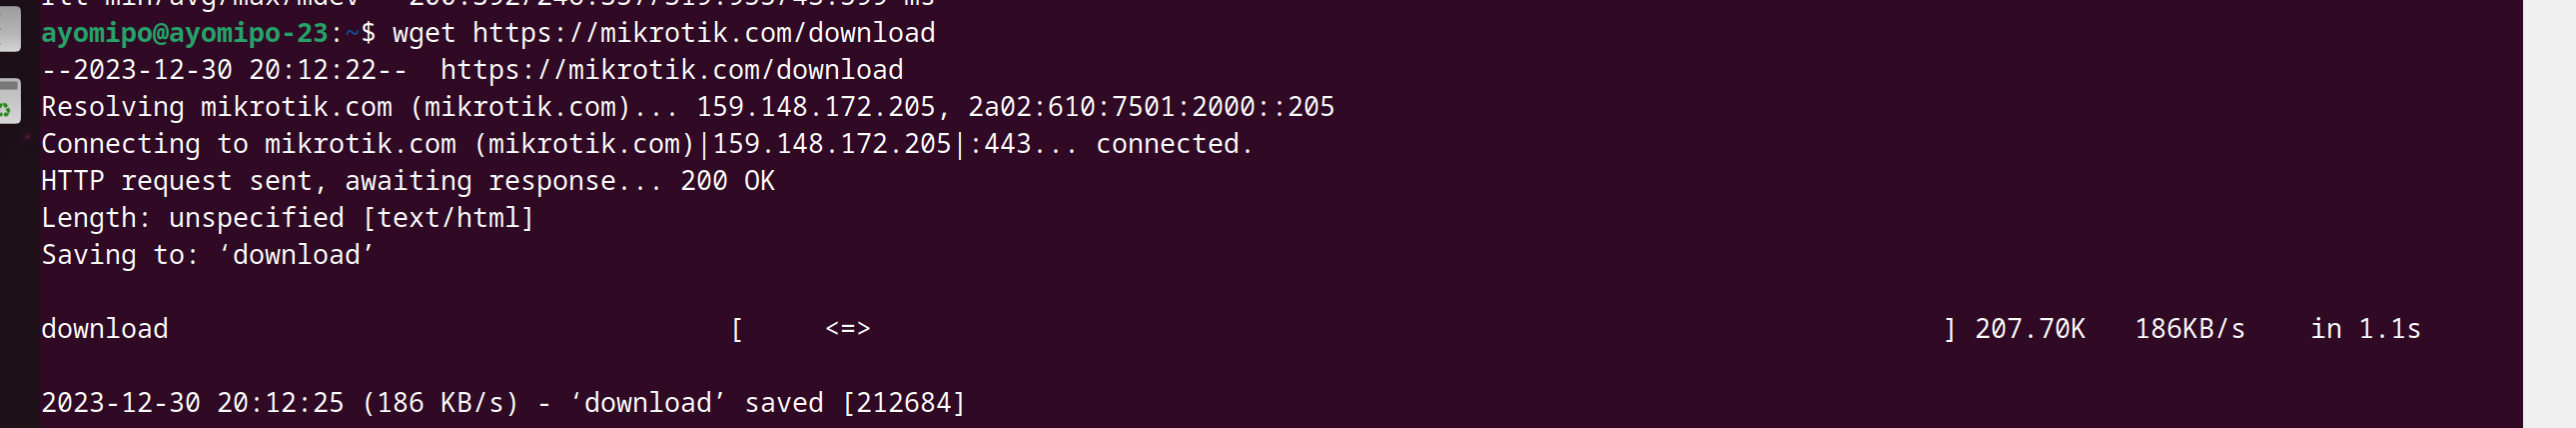 ayomipo@ayomipo-23:~$ wget https://mikrotik.com/download
--2023-12-30 20:12:22--  https://mikrotik.com/download
Resolving mikrotik.com (mikrotik.com)... 159.148.172.205, 2a02:610:7501:2000::205
Connecting to mikrotik.com (mikrotik.com)|159.148.172.205|:443... connected.
HTTP request sent, awaiting response... 200 OK
Length: unspecified [text/html]
Saving to: ‘download’
download [ <=> ] 207.70K 186KB/s in 1.1s
2023-12-30 20:12:25 (186 KB/s) - ‘download’ saved [212684]